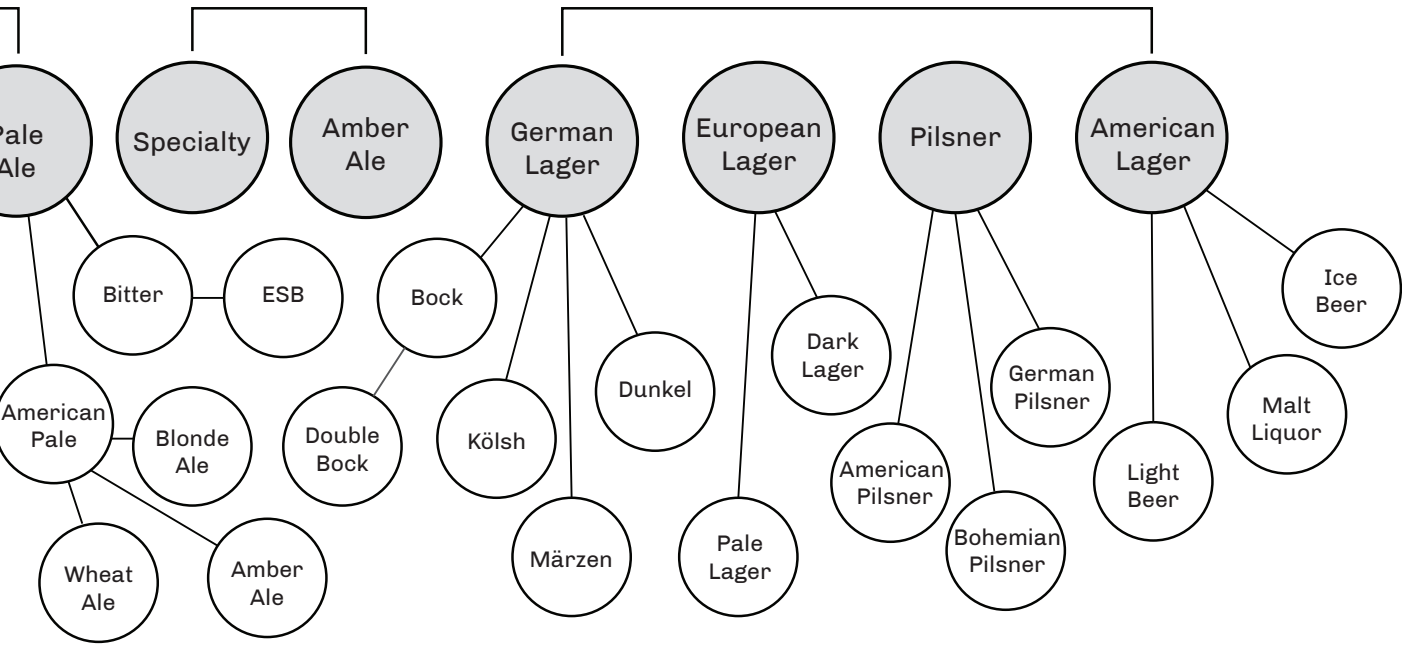 Pale
Ale
Specialty
Amber
Ale
German
Lager
European
Lager
Pilsner
American
Lager
Bitter
ESB
Bock
Ice
Beer
Dark
Lager
Dunkel
German
Pilsner
Malt
Liquor
American
Pale
Blonde
Ale
Double
Bock
Kölsh
American
Pilsner
Light
Beer
Wheat
Ale
Amber
Ale
Märzen
Pale
Lager
Bohemian
Pilsner